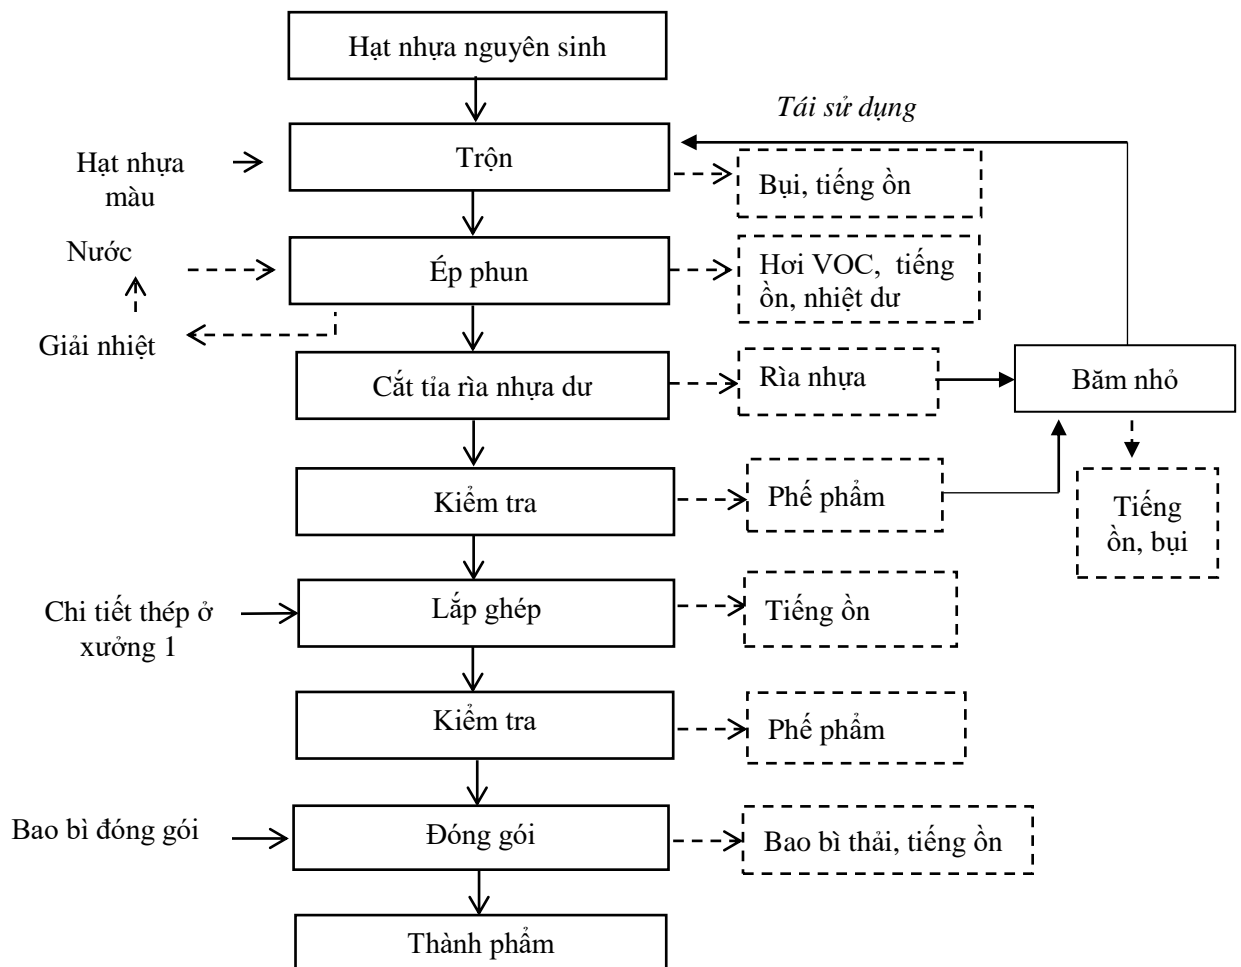 Hạt nhựa nguyên sinh
Tái sử dụng
Hạt nhựa
màu
Trộn
Bụi, tiếng ồn
Nước
Ép phun
Hơi VOC, tiếng
ồn, nhiệt dư
Giải nhiệt
Cắt tỉa rìa nhựa dư
Rìa nhựa
Băm nhỏ
Kiểm tra
Phế phẩm
Tiếng
ồn, bụi
Chi tiết thép ở
xưởng 1
Lắp ghép
Tiếng ồn
Kiểm tra
Phế phẩm
Bao bì đóng gói
Đóng gói
Bao bì thải, tiếng ồn
Thành phẩm